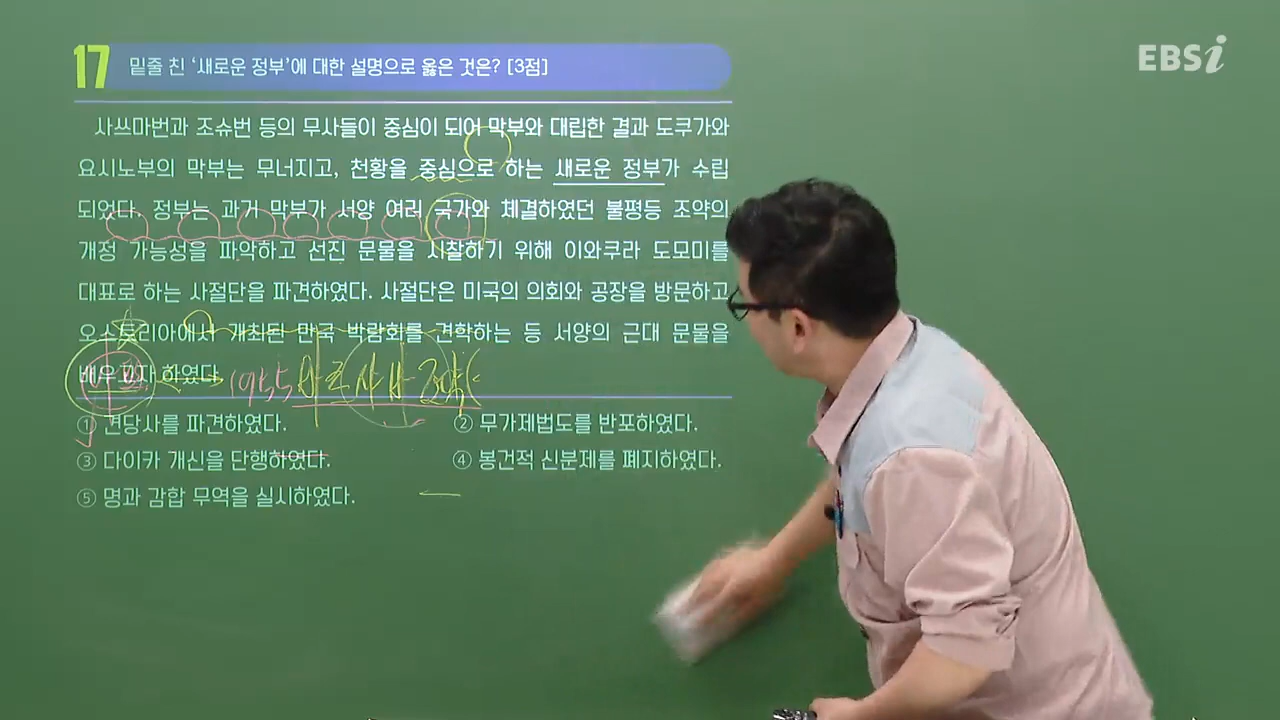 EBSi
17 밑줄 친 ‘새로운 정부’에 대한 설명으로 옳은 것은? [3점]
사쓰마번과 조슈번 등의 무사들이 중심이 되어 막부와 대립한 결과 도쿠가와
요시노부의 막부는 무너지고, 천황을 중심으로 하는 새로운 정부가 수립
되었다. 정부는 과거 막부가 서양 여러 국가와 체결하였던 불평등 조약의
개정 가능성을 파악하고 선진 문물을 시찰하기 위해 이와쿠라 도모미를
대표로 하는 사절단을 파견하였다. 사절단은 미국의 의회와 공장을 방문하고
오스트리아에서 개최된 만국 박람회를 견학하는 등 서양의 근대 문물을
배우고자 하였다.
1955 바르샤바 조약
① 견당사를 파견하였다.
② 무가제법도를 반포하였다.
③ 다이카 개신을 단행하였다.
④ 봉건적 신분제를 폐지하였다.
⑤ 명과 감합 무역을 실시하였다.